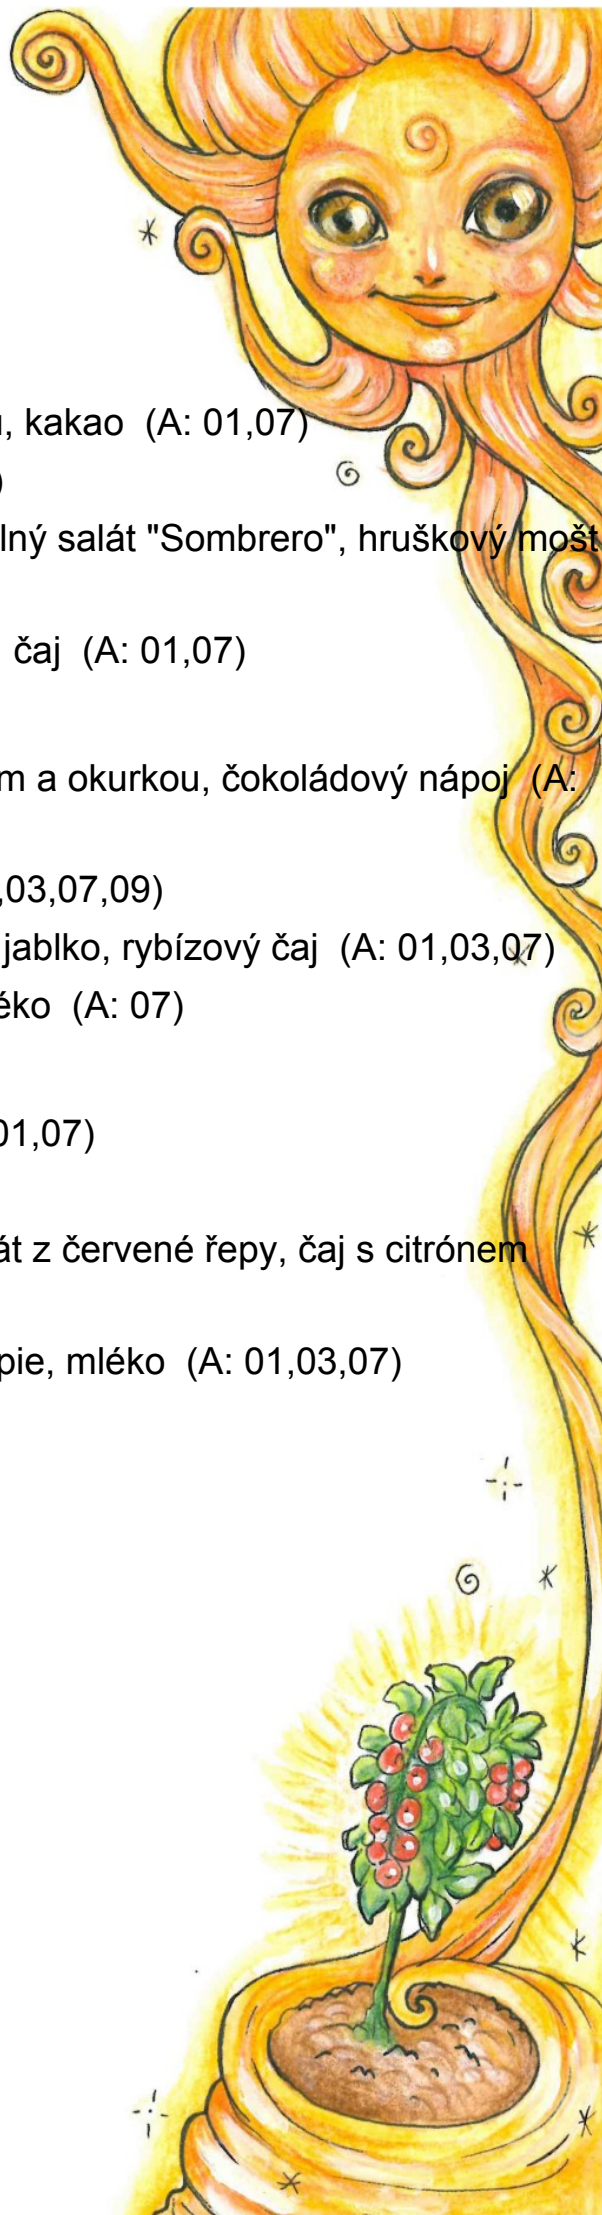 , kakao (A: 01,07)
)
lný salát "Sombrero", hruškový mošt
čaj (A: 01,07)
m a okurkou, čokoládový nápoj (A:
,03,07,09)
jablko, rybízový čaj (A: 01,03,07)
éko (A: 07)
01,07)
át z červené řepy, čaj s citrónem
pie, mléko (A: 01,03,07)